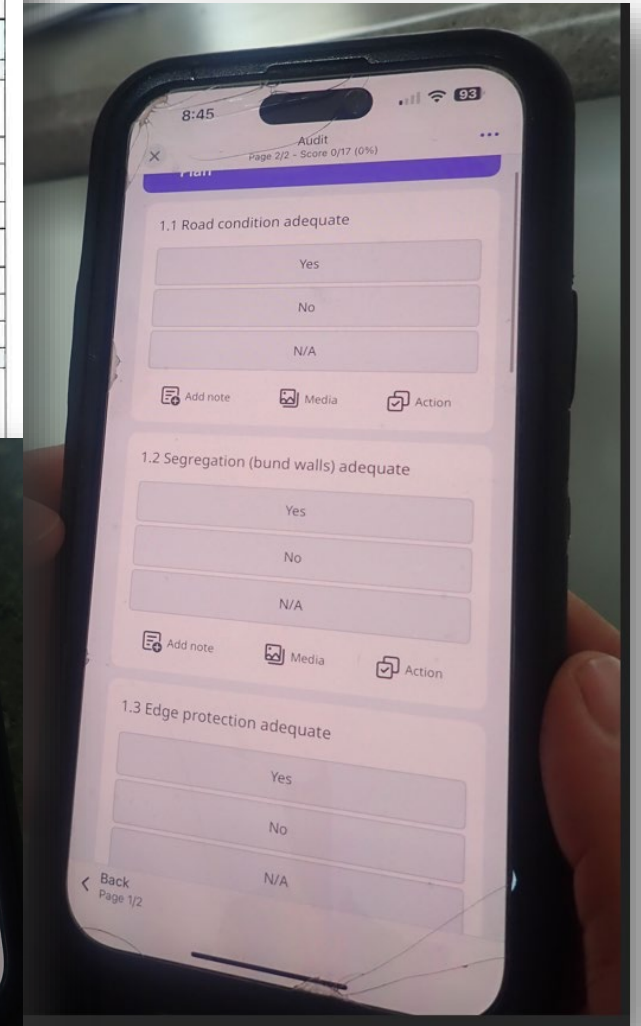 8:45
93
Audit
Page 2/2 – Score 0/17 (0%)
Plan
1.1 Road condition adequate
Yes
No
N/A
Add note
Media
Action
1.2 Segregation (bund walls) adequate
Yes
No
N/A
Add note
Media
Action
1.3 Edge protection adequate
Yes
No
N/A
Back
Page 1/2